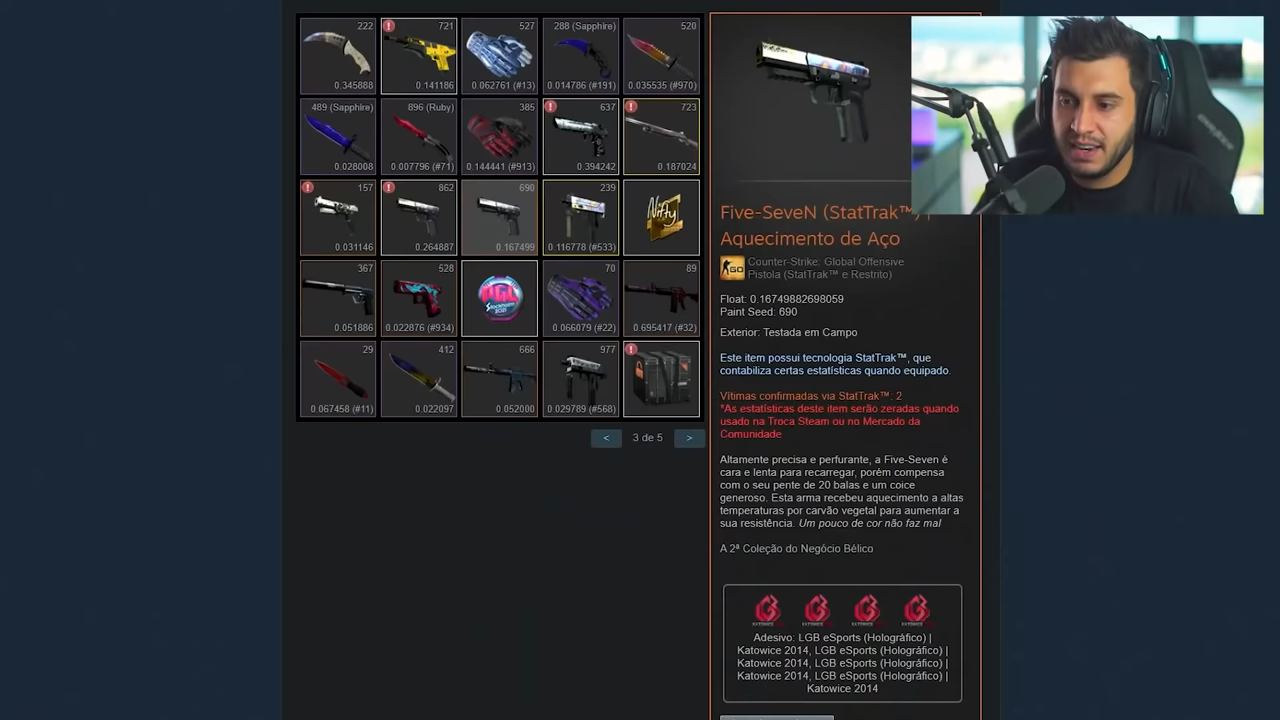 222
721
0.345888
0.141186
527
0.062761 (#13)
288 (Sapphire)
0.014786 (#191)
520
0.035535 (#970)
489 (Sapphire)
0.028008
896 (Ruby)
0.007796 (#71)
385
0.144441 (#913)
637
0.394242
723
0.187024
157
0.031146
862
0.264887
690
0.167499
239
0.116778 (#533)
Nifty
367
0.051886
528
0.022876 (#934)
PGL
STOCKHOLM
2021
70
0.066079 (#22)
89
0.695417 (#32)
29
0.067458 (#11)
412
0.022097
666
0.052000
977
0.029789 (#568)
<
3 de 5
>
Five-SeveN (StatTrak™) |
Aquecimento de Aço
GO
Counter-Strike: Global Offensive
Pistola (StatTrak™ e Restrito)
Float: 0.16749882698059
Paint Seed: 690
Exterior: Testada em Campo
Este item possui tecnologia StatTrak™, que
contabiliza certas estatísticas quando equipado.
Vítimas confirmadas via StatTrak™: 2
*As estatísticas deste item serão zeradas quando
usado na Troca Steam ou no Mercado da
Comunidade
Altamente precisa e perfurante, a Five-Seven é
cara e lenta para recarregar, porém compensa
com o seu pente de 20 balas e um coice
generoso. Esta arma recebeu aquecimento a altas
temperaturas por carvão vegetal para aumentar a
sua resistência. Um pouco de cor não faz mal
A 2ª Coleção do Negócio Bélico
KATOWICE KATOWICE KATOWICE KATOWICE
Adesivo: LGB eSports (Holográfico) |
Katowice 2014, LGB eSports (Holográfico) |
Katowice 2014, LGB eSports (Holográfico) |
Katowice 2014, LGB eSports (Holográfico) |
Katowice 2014